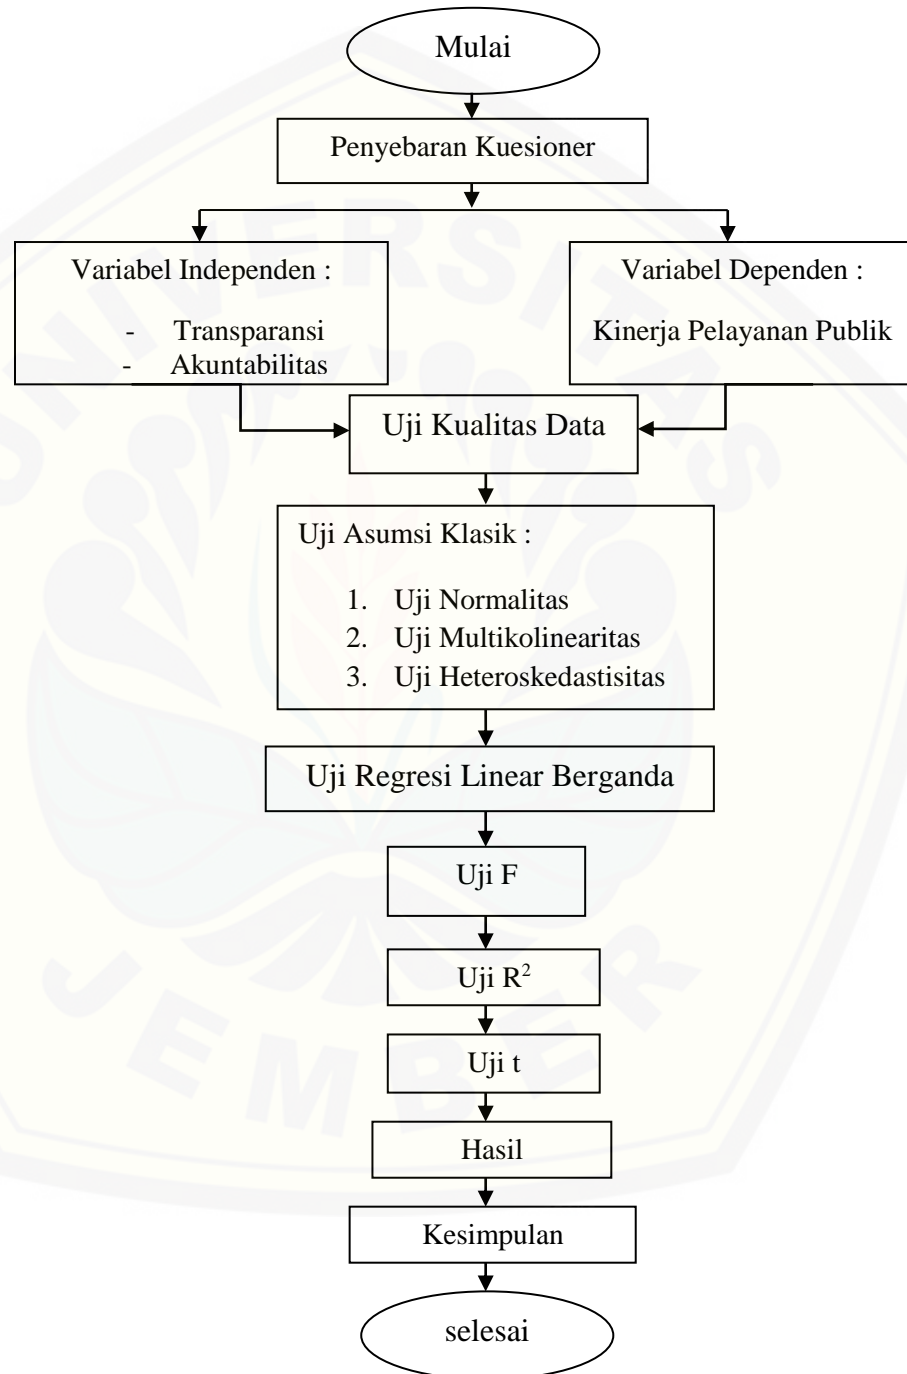 Mulai
Penyebaran Kuesioner
Variabel Independen :
- Transparansi
- Akuntabilitas
Variabel Dependen :
Kinerja Pelayanan Publik
Uji Kualitas Data
Uji Asumsi Klasik :
1. Uji Normalitas
2. Uji Multikolinearitas
3. Uji Heteroskedastisitas
Uji Regresi Linear Berganda
Uji F
Uji R²
Uji t
Hasil
Kesimpulan
selesai
UNIVERSITAS
JEMBER